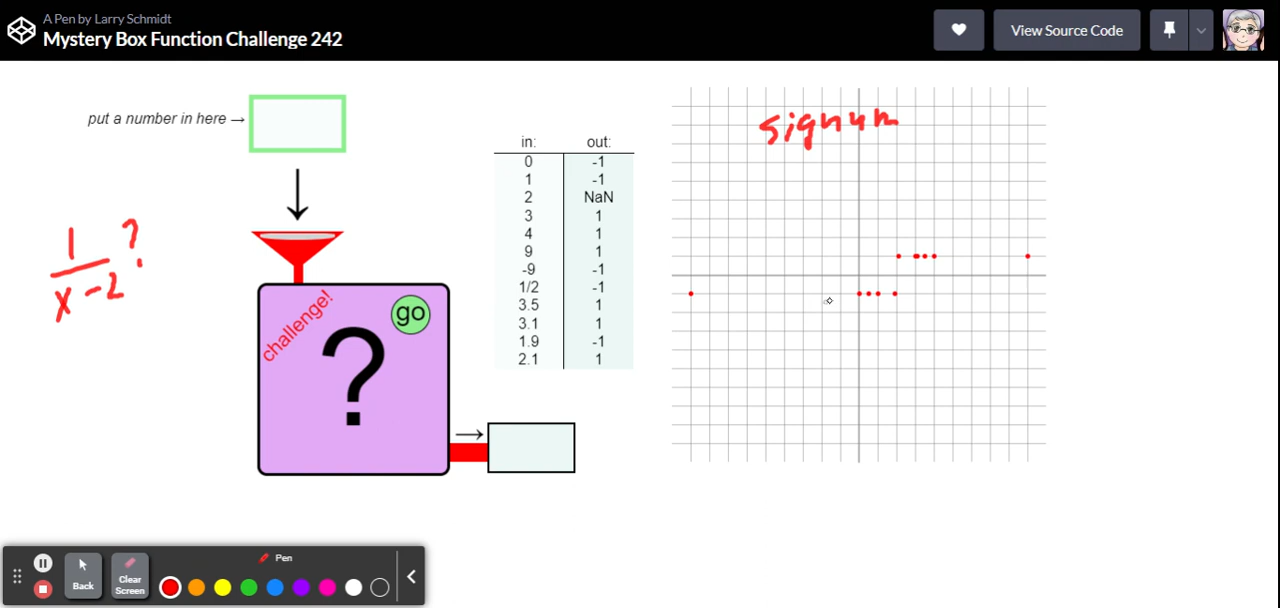 A Pen by Larry Schmidt
Mystery Box Function Challenge 242
View Source Code
put a number in here →
signum
in: out:
0 -1
1 -1
2 NaN
3 1
4 1
9 1
-9 -1
1/2 -1
3.5 1
3.1 1
1.9 -1
2.1 1
1
x-2
?
challenge!
go
?
→
Pen
Back
Clear
Screen